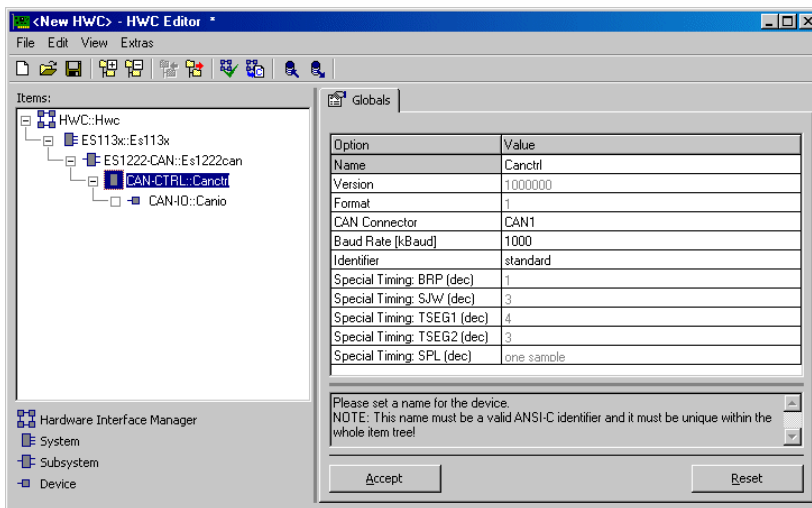 <New HWC> - HWC Editor *
File Edit View Extras
Items:
HWC::Hwc
ES113x::Es113x
ES1222-CAN::Es1222can
CAN-CTRL::Canctrl
CAN-IO::Canio
Hardware Interface Manager
System
Subsystem
Device
Globals
Option Value
Name Canctrl
Version 1000000
Format 1
CAN Connector CAN1
Baud Rate [kBaud] 1000
Identifier standard
Special Timing: BRP (dec) 1
Special Timing: SJW (dec) 3
Special Timing: TSEG1 (dec) 4
Special Timing: TSEG2 (dec) 3
Special Timing: SPL (dec) one sample
Please set a name for the device.
NOTE: This name must be a valid ANSI-C identifier and it must be unique within the
whole item tree!
Accept Reset